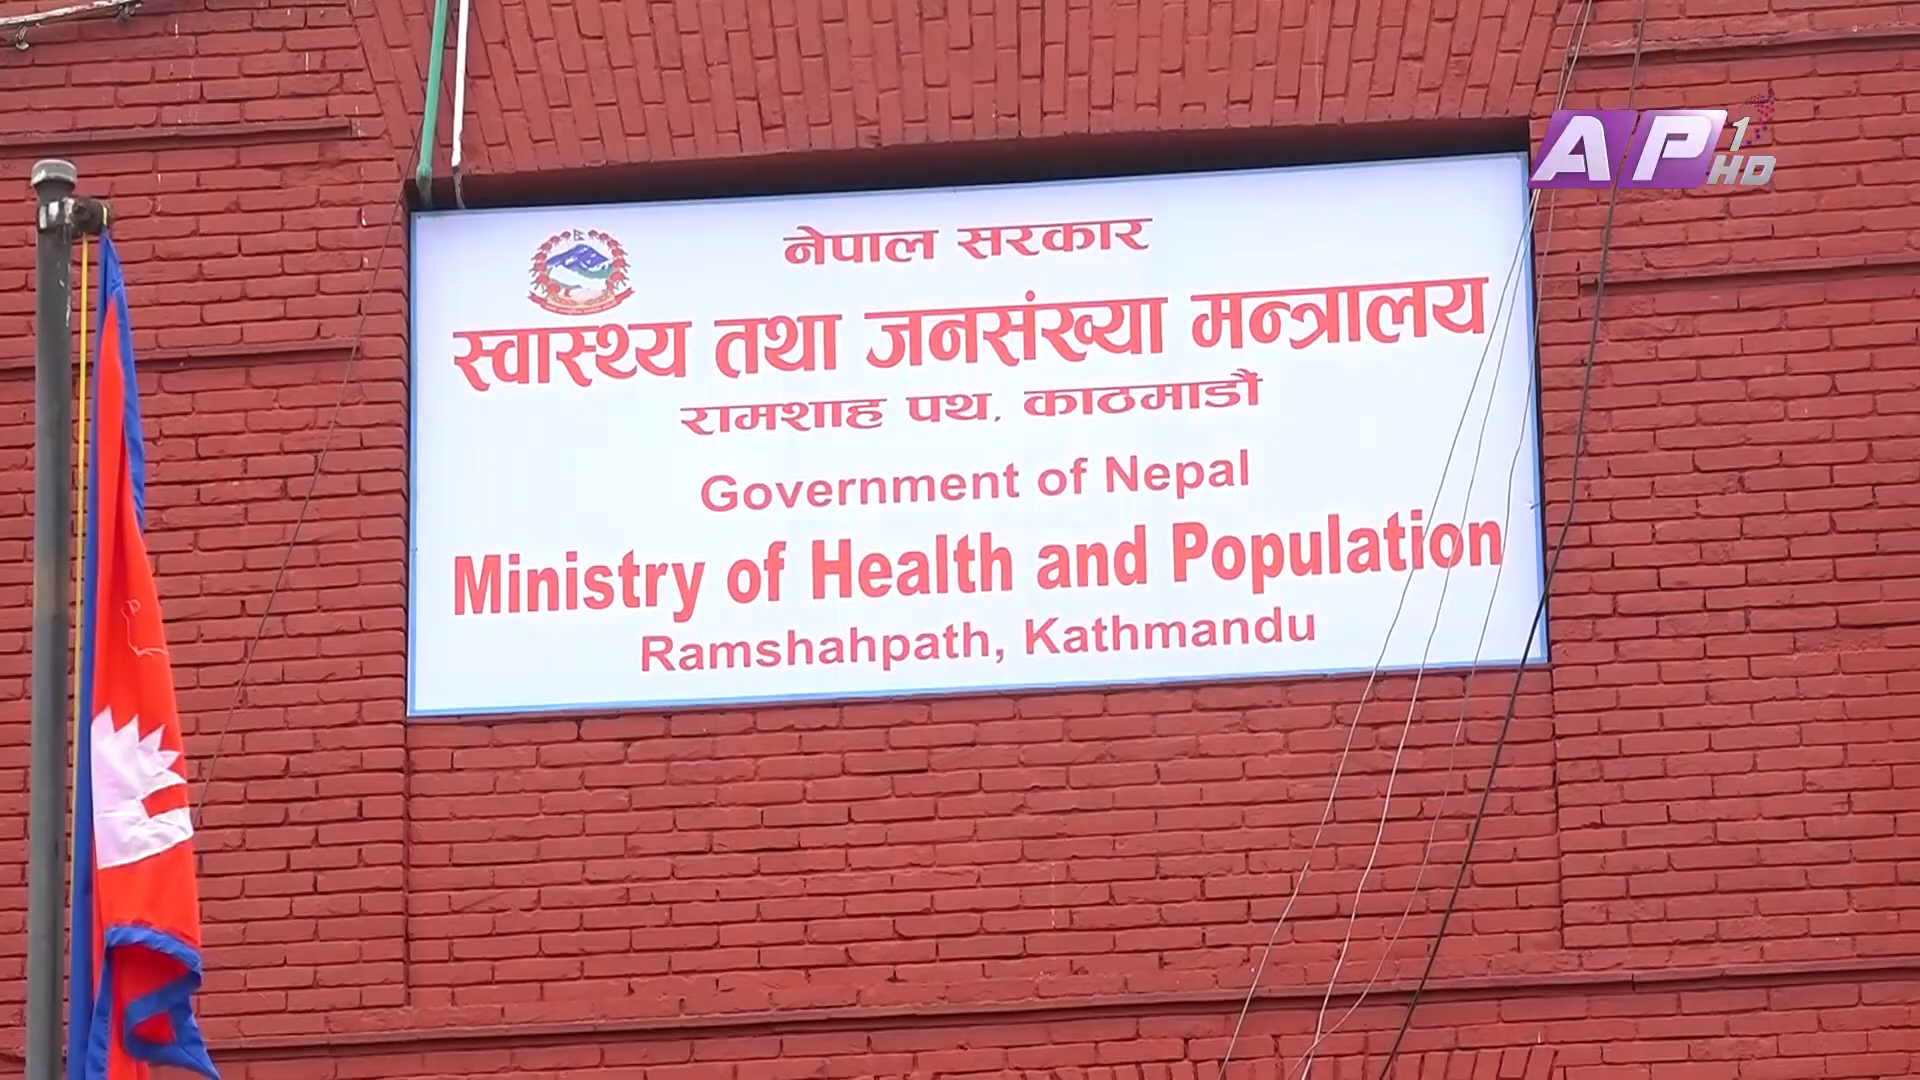 AP1 HD
नेपाल सरकार
स्वास्थ्य तथा जनसंख्या मन्त्रालय
रामशाह पथ, काठमाडौं
Government of Nepal
Ministry of Health and Population
Ramshahpath, Kathmandu